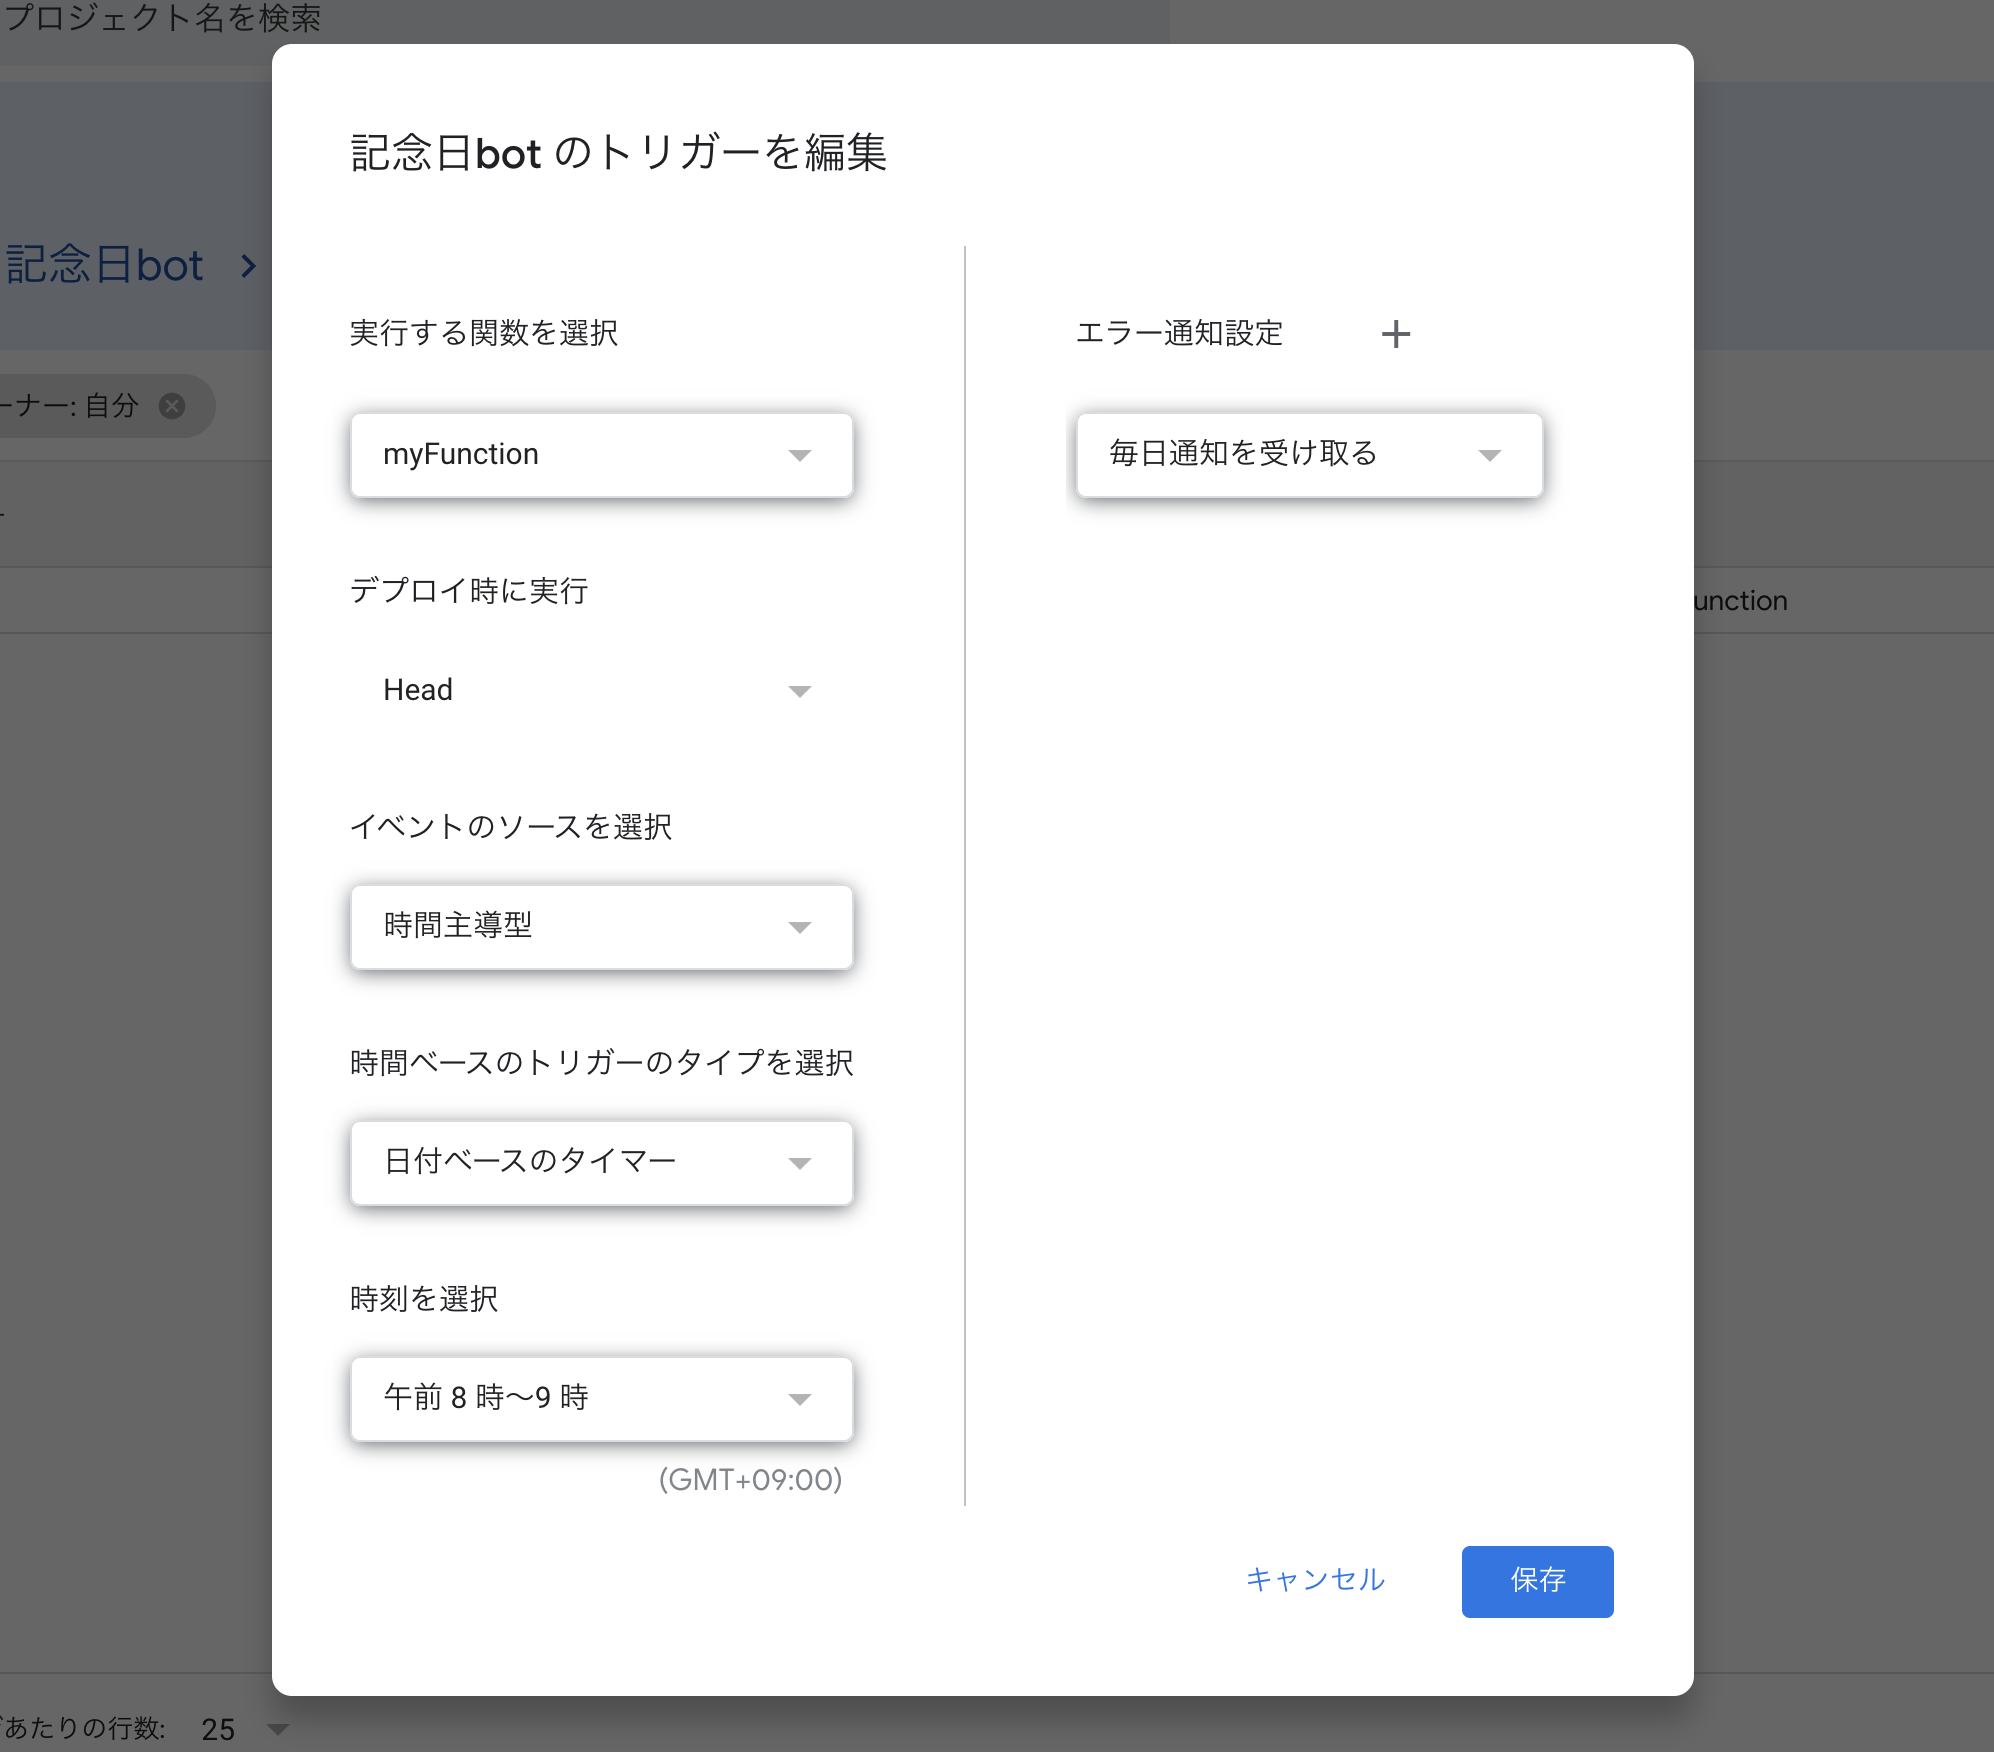 プロジェクト名を検索
記念日bot のトリガーを編集
記念日bot
実行する関数を選択
エラー通知設定
ーナー: 自分
myFunction
毎日通知を受け取る
デプロイ時に実行
unction
Head
イベントのソースを選択
時間主導型
時間ベースのトリガーのタイプを選択
日付ベースのタイマー
時刻を選択
午前 8 時～9 時
(GMT+09:00)
キャンセル
保存
あたりの行数: 25